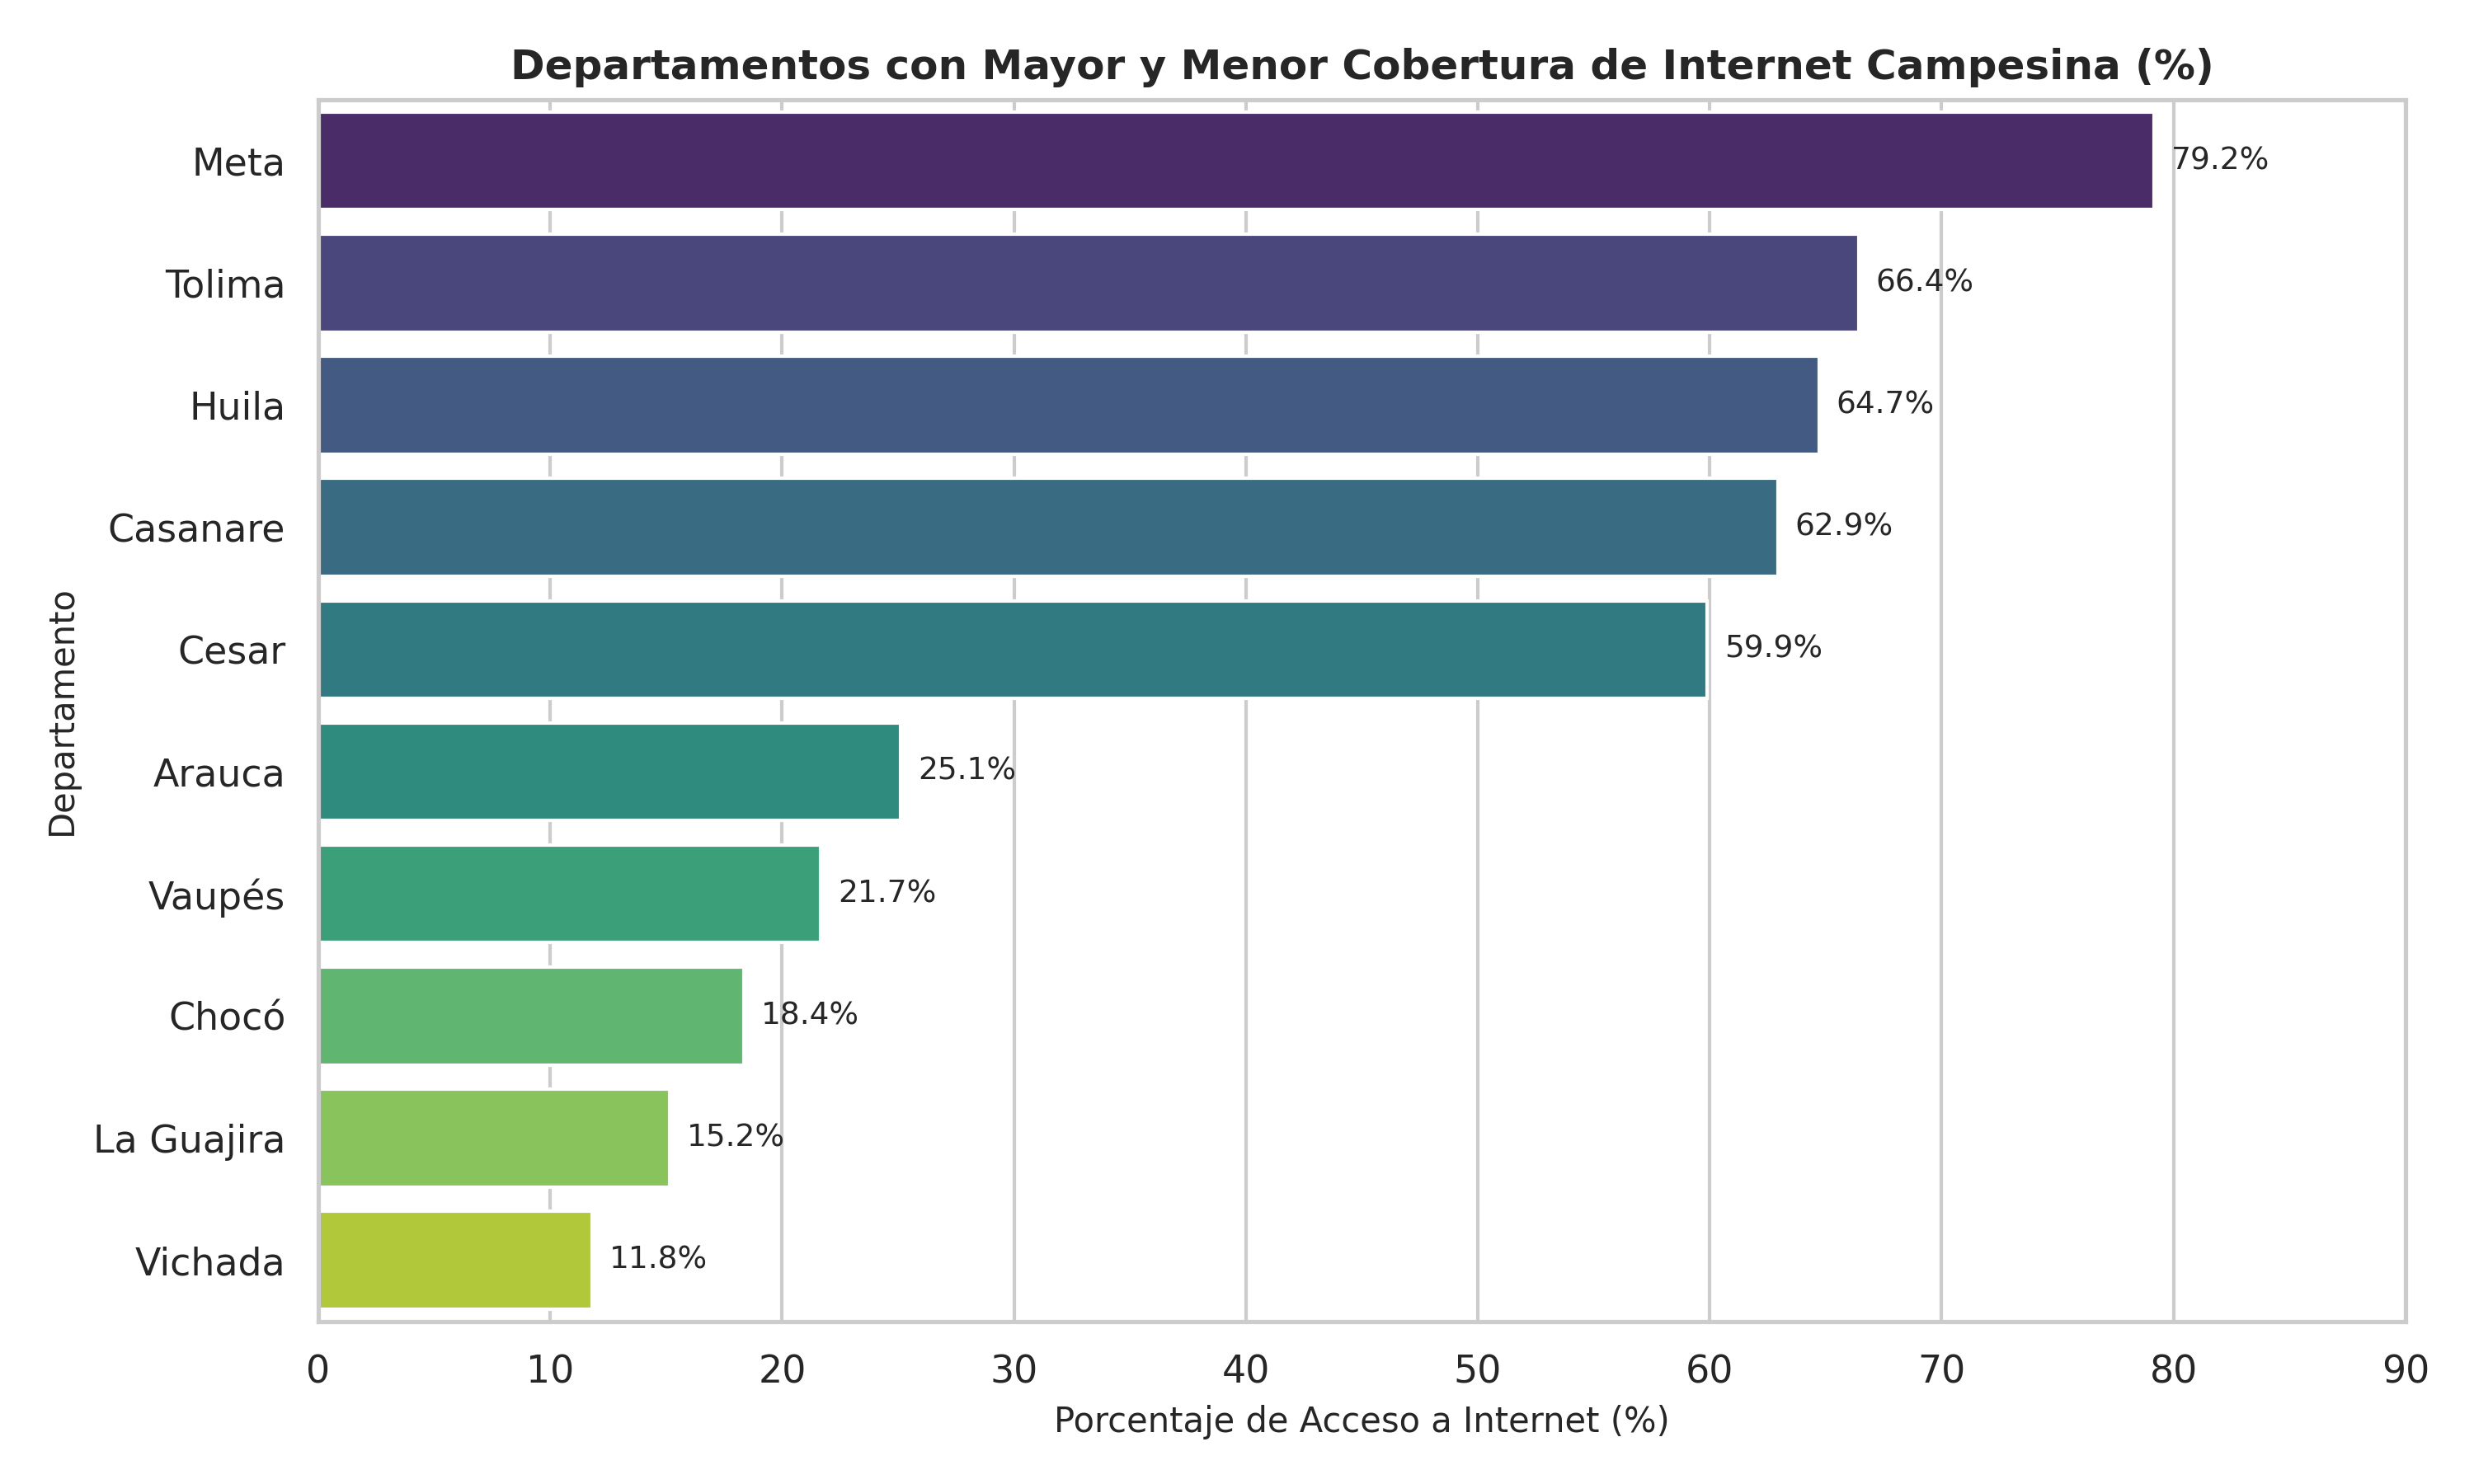 Departamentos con Mayor y Menor Cobertura de Internet Campesina (%)
Departamento
Meta 79.2%
Tolima 66.4%
Huila 64.7%
Casanare 62.9%
Cesar 59.9%
Arauca 25.1%
Vaupés 21.7%
Chocó 18.4%
La Guajira 15.2%
Vichada 11.8%
0 10 20 30 40 50 60 70 80 90
Porcentaje de Acceso a Internet (%)